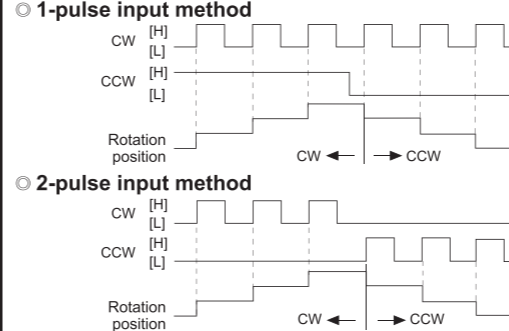 ◎ 1-pulse input method
CW [H]
[L]
CCW [H]
[L]
Rotation
position
CW CCW
◎ 2-pulse input method
CW [H]
[L]
CCW [H]
[L]
Rotation
position
CW CCW